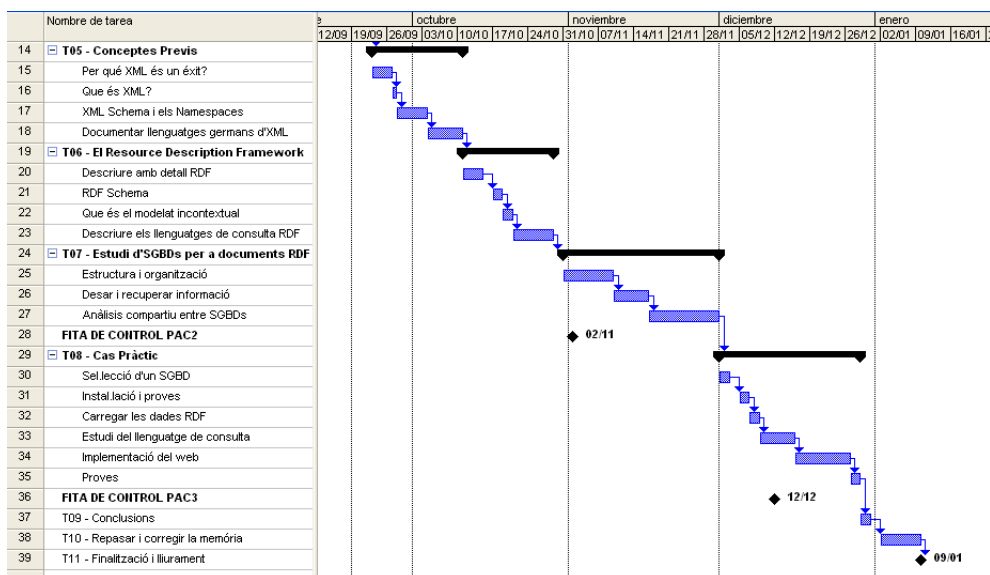 Nombre de tarea
e octubre noviembre diciembre enero
12/09 19/09 26/09 03/10 10/10 17/10 24/10 31/10 07/11 14/11 21/11 28/11 05/12 12/12 19/12 26/12 02/01 09/01 16/01
14 T05 - Conceptes Previs
15 Per qué XML és un éxit?
16 Que és XML?
17 XML Schema i els Namespaces
18 Documentar llenguatges germans d'XML
19 T06 - El Resource Description Framework
20 Descriure amb detall RDF
21 RDF Schema
22 Que és el modelat incontextual
23 Descriure els llenguatges de consulta RDF
24 T07 - Estudi d'SGBDs per a documents RDF
25 Estructura i organització
26 Desar i recuperar informació
27 Anàlisis compartiu entre SGBDs
28 FITA DE CONTROL PAC2 02/11
29 T08 - Cas Pràctic
30 Sel.lecció d'un SGBD
31 Instal.lació i proves
32 Carregar les dades RDF
33 Estudi del llenguatge de consulta
34 Implementació del web
35 Proves
36 FITA DE CONTROL PAC3 12/12
37 T09 - Conclusions
38 T10 - Repasar i corregir la memória
39 T11 - Finalització i lliurament 09/01